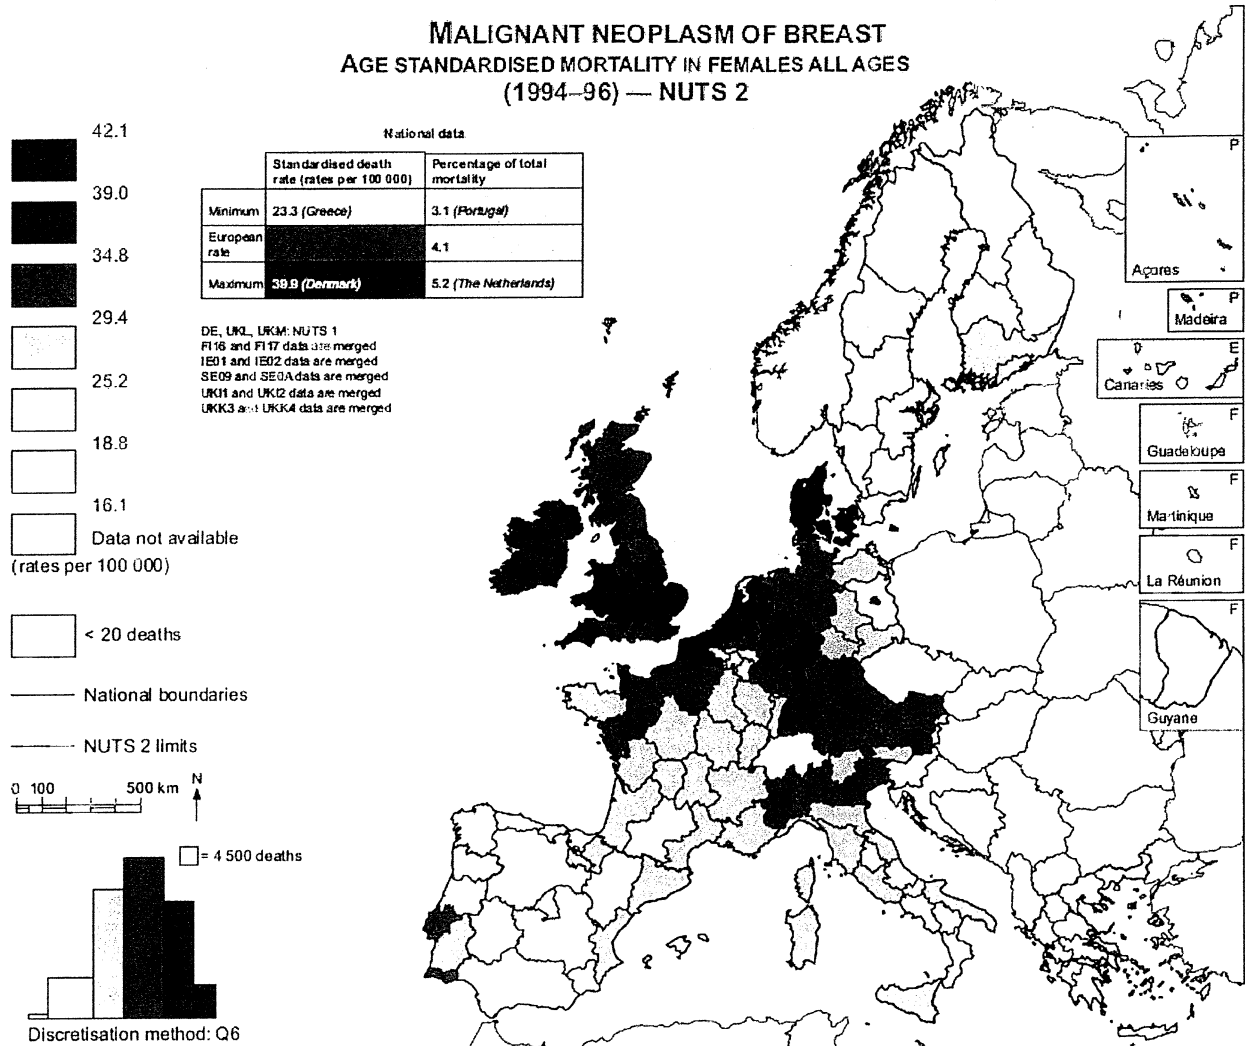 MALIGNANT NEOPLASM OF BREAST
AGE STANDARDISED MORTALITY IN FEMALES ALL AGES
(1994–96) — NUTS 2
42.1
39.0
34.8
29.4
25.2
18.8
16.1
Data not available
(rates per 100 000)
< 20 deaths
National boundaries
NUTS 2 limits
0 100 500 km
N
= 4 500 deaths
Discretisation method: Q6
National data
Standardised death rate (rates per 100 000) Percentage of total mortality
Minimum 23.3 (Greece) 3.1 (Portugal)
European rate 4.1
Maximum 39.9 (Denmark) 5.2 (The Netherlands)
DE, UKL, UKM: NUTS 1
FI16 and FI17 data are merged
IE01 and IE02 data are merged
SE09 and SE0A data are merged
UKI1 and UKI2 data are merged
UKK3 and UKK4 data are merged
P
Açores
P
Madeira
E
Canaries
F
Guadeloupe
F
Martinique
F
La Réunion
F
Guyane